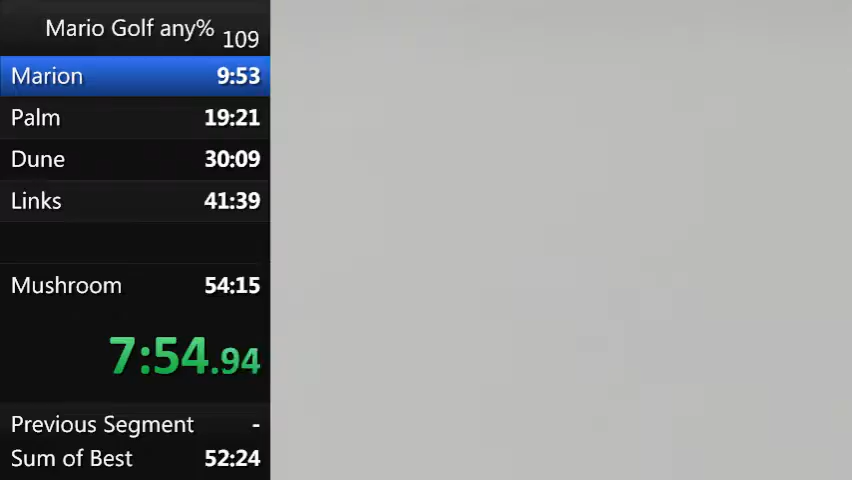 Mario Golf any%
109
Marion 9:53
Palm 19:21
Dune 30:09
Links 41:39
Mushroom 54:15
7:54.94
Previous Segment -
Sum of Best 52:24